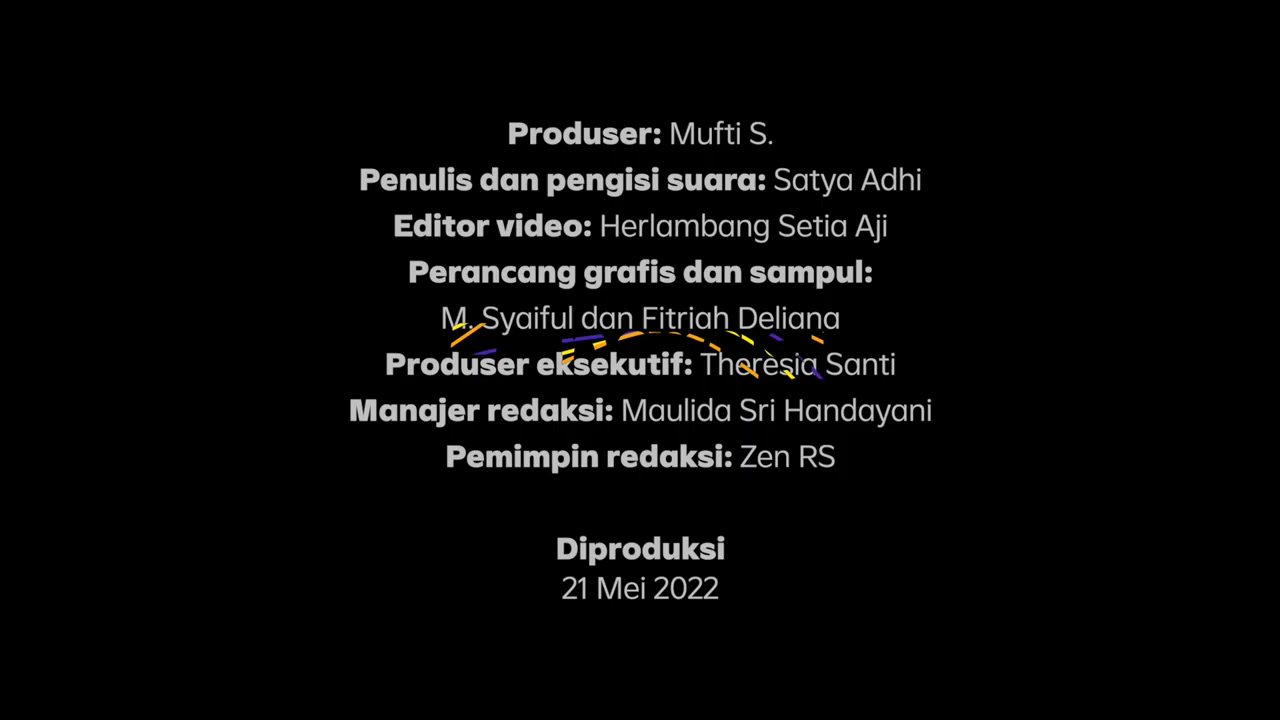 Produser: Mufti S.
Penulis dan pengisi suara: Satya Adhi
Editor video: Herlambang Setia Aji
Perancang grafis dan sampul:
M. Syaiful dan Fitriah Deliana
Produser eksekutif: Theresia Santi
Manajer redaksi: Maulida Sri Handayani
Pemimpin redaksi: Zen RS
Diproduksi
21 Mei 2022